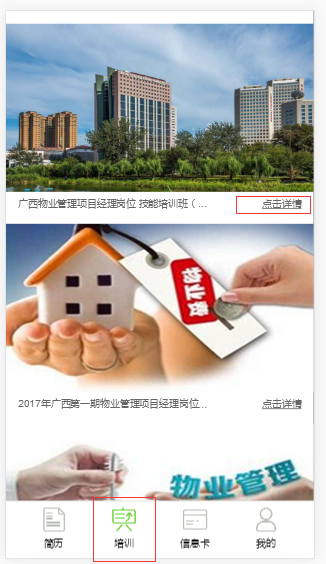 广西物业管理项目经理岗位 技能培训班（...
点击详情
2017年广西第一期物业管理项目经理岗位...
点击详情
物业管理
简历
培训
信息卡
我的